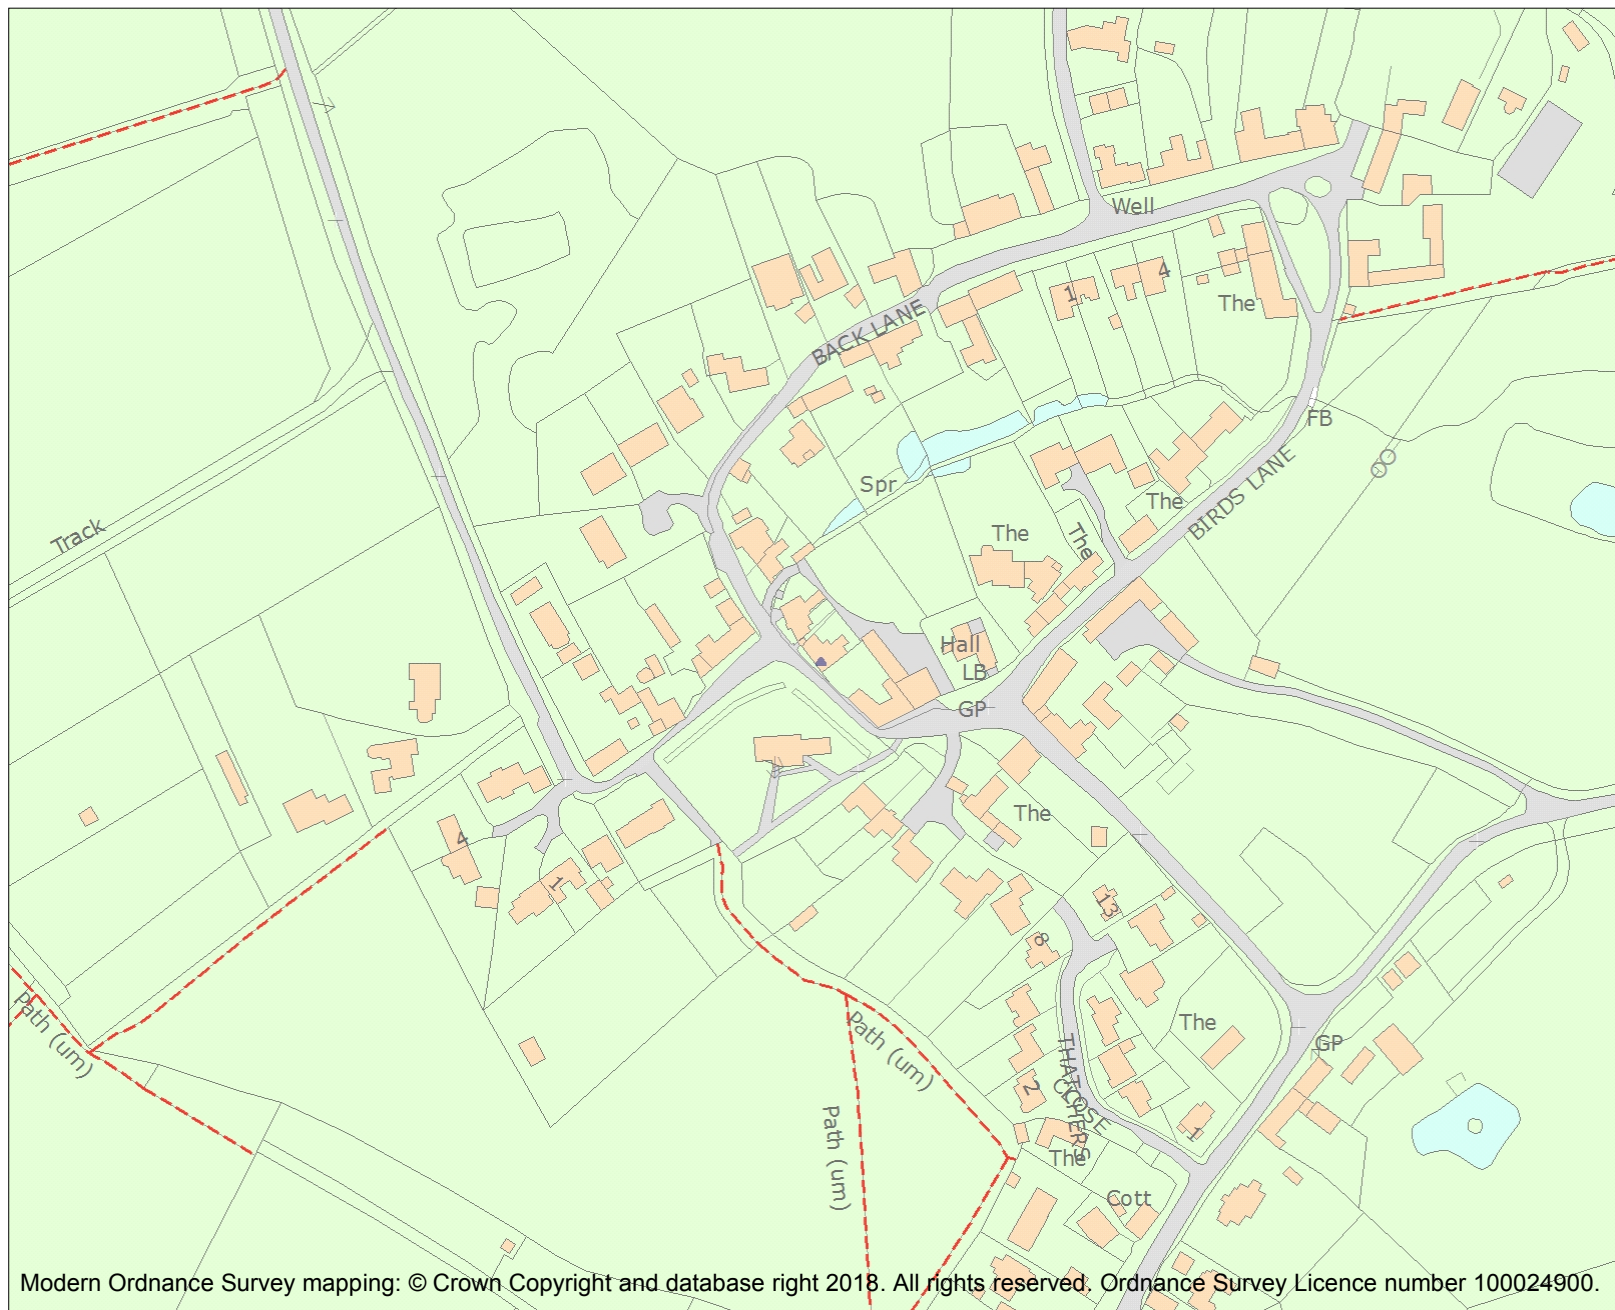 Well
4
1
The
BACK LANE
FB
Spr
The
BIRDS LANE
Track
The
The
Hall
LB
GP
The
4
1
13
8
Path (um)
Path (um)
The
GP
THATCHERS
CLOSE
2
Path (um)
1
The
Cott
Modern Ordnance Survey mapping: © Crown Copyright and database right 2018. All rights reserved. Ordnance Survey Licence number 100024900.